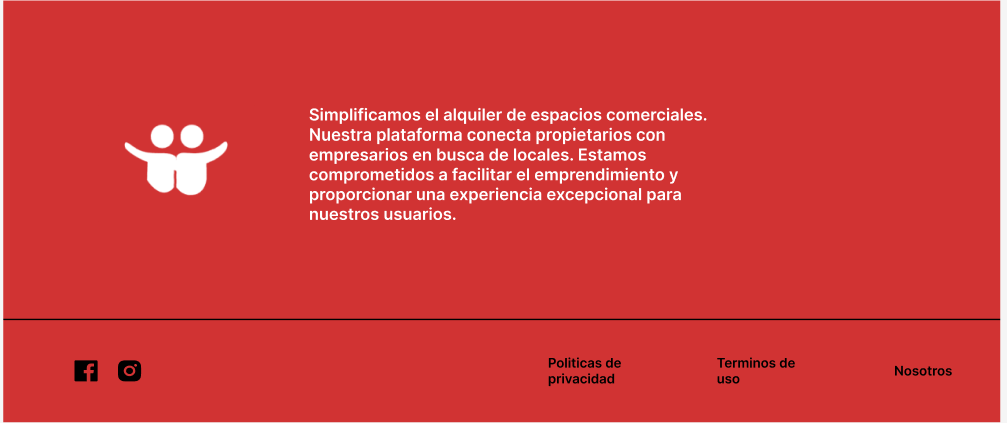 Simplificamos el alquiler de espacios comerciales.
Nuestra plataforma conecta propietarios con
empresarios en busca de locales. Estamos
comprometidos a facilitar el emprendimiento y
proporcionar una experiencia excepcional para
nuestros usuarios.
Politicas de
privacidad
Terminos de
uso
Nosotros